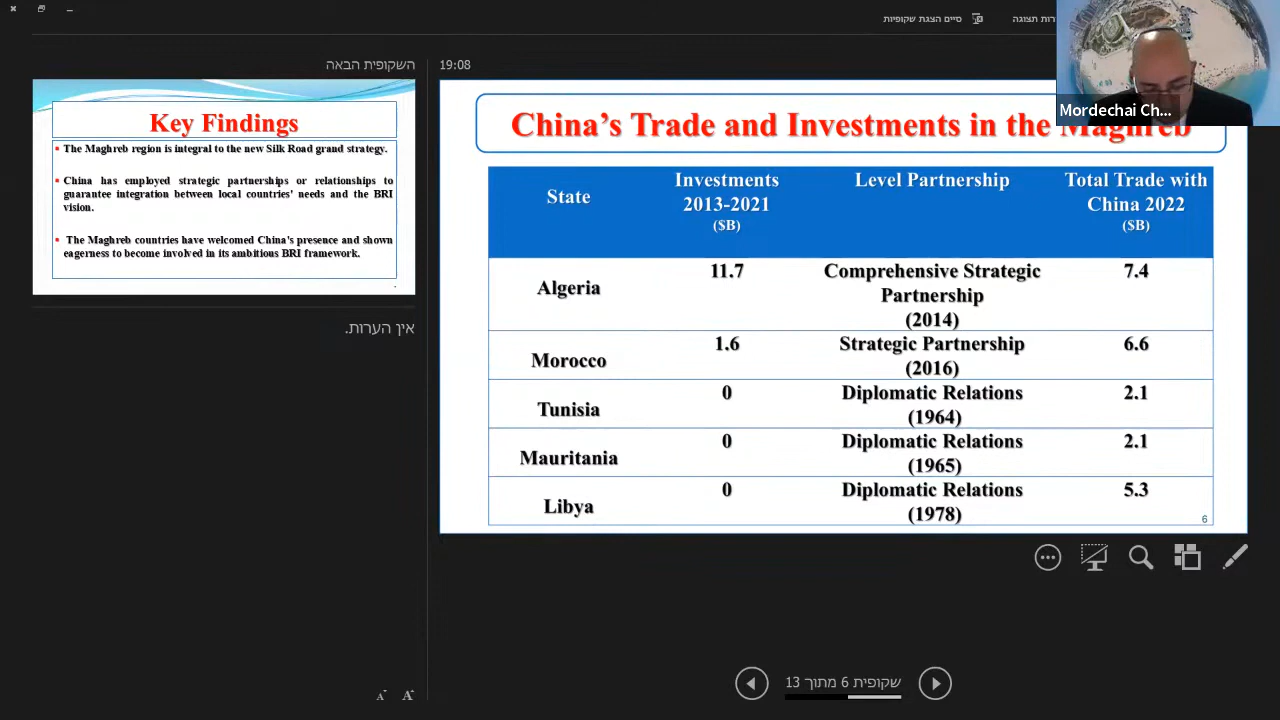 סיים הצגת שקופיות
השקופית הבאה
19:08
Mordechai Ch...
Key Findings
The Maghreb region is integral to the new Silk Road grand strategy.
China has employed strategic partnerships or relationships to
guarantee integration between local countries' needs and the BRI
vision.
The Maghreb countries have welcomed China's presence and shown
eagerness to become involved in its ambitious BRI framework.
אין הערות.
China’s Trade and Investments in the Maghreb
State
Investments
2013-2021
($B)
Level Partnership
Total Trade with
China 2022
($B)
Algeria
11.7
Comprehensive Strategic
Partnership
(2014)
7.4
Morocco
1.6
Strategic Partnership
(2016)
6.6
Tunisia
0
Diplomatic Relations
(1964)
2.1
Mauritania
0
Diplomatic Relations
(1965)
2.1
Libya
0
Diplomatic Relations
(1978)
5.3
6
שקופית 6 מתוך 13
A A